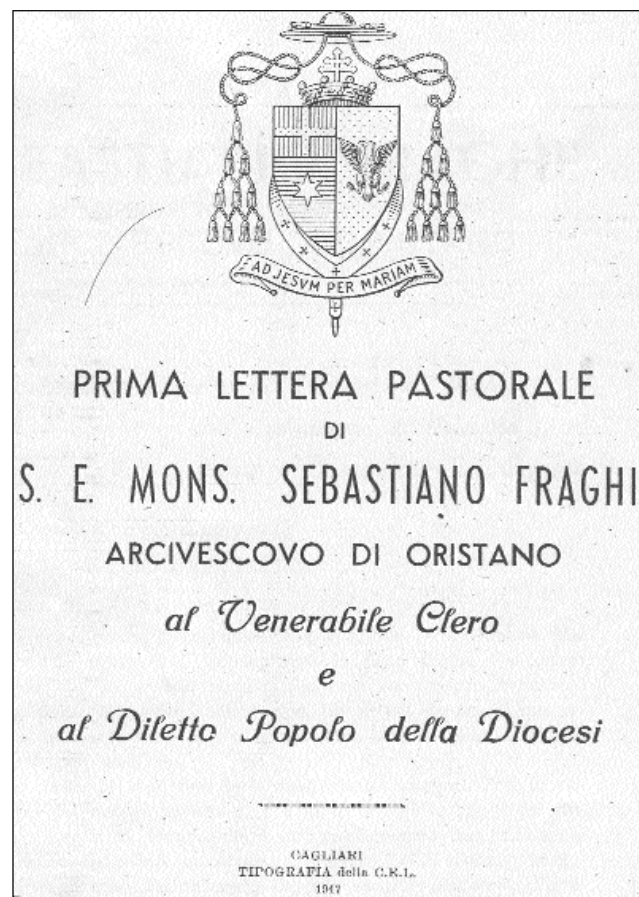 AD JESVM PER MARIAM
PRIMA LETTERA PASTORALE
DI
S. E. MONS. SEBASTIANO FRAGHI
ARCIVESCOVO DI ORISTANO
al Venerabile Clero
e
al Diletto Popolo della Diocesi
CAGLIARI
TIPOGRAFIA della C.E.L.
1947